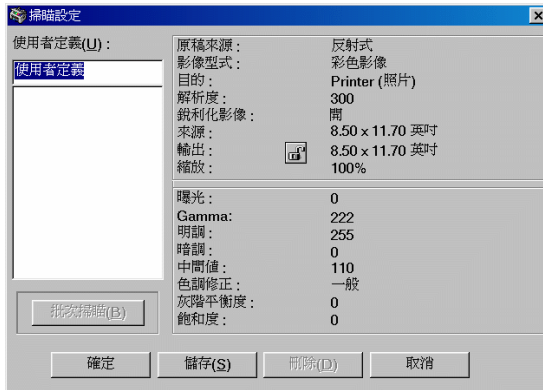 掃瞄設定
使用者定義(U)：
使用者定義
原稿來源： 反射式
影像型式： 彩色影像
目的： Printer (照片)
解析度： 300
銳利化影像： 開
來源： 8.50 x 11.70 英吋
輸出： 8.50 x 11.70 英吋
縮放： 100%
曝光： 0
Gamma: 222
明調： 255
暗調： 0
中間值： 110
色調修正： 一般
灰階平衡度： 0
飽和度： 0
批次掃瞄(B)
確定 儲存(S) 刪除(D) 取消